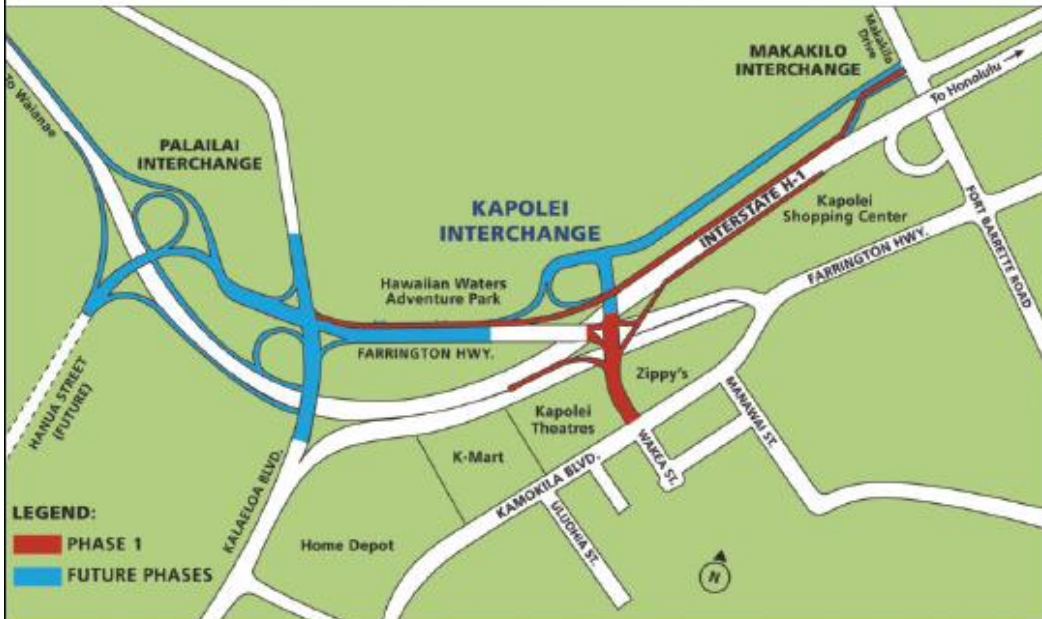 Makakilo
Drive
MAKAKILO
INTERCHANGE
To Honolulu
To Waianae
PALAILAI
INTERCHANGE
KAPOLEI
INTERCHANGE
INTERSTATE H-1
Kapolei
Shopping Center
FORT BARRETTE ROAD
FARRINGTON HWY.
Hawaiian Waters
Adventure Park
FARRINGTON HWY.
HANUA STREET
(FUTURE)
Zippy's
Kapolei
Theatres
MANAWAI ST.
WAKEA ST.
K-Mart
KAMOKILA BLVD.
KALAELOA BLVD.
ULUOHIA ST.
Home Depot
LEGEND:
PHASE 1
FUTURE PHASES
N